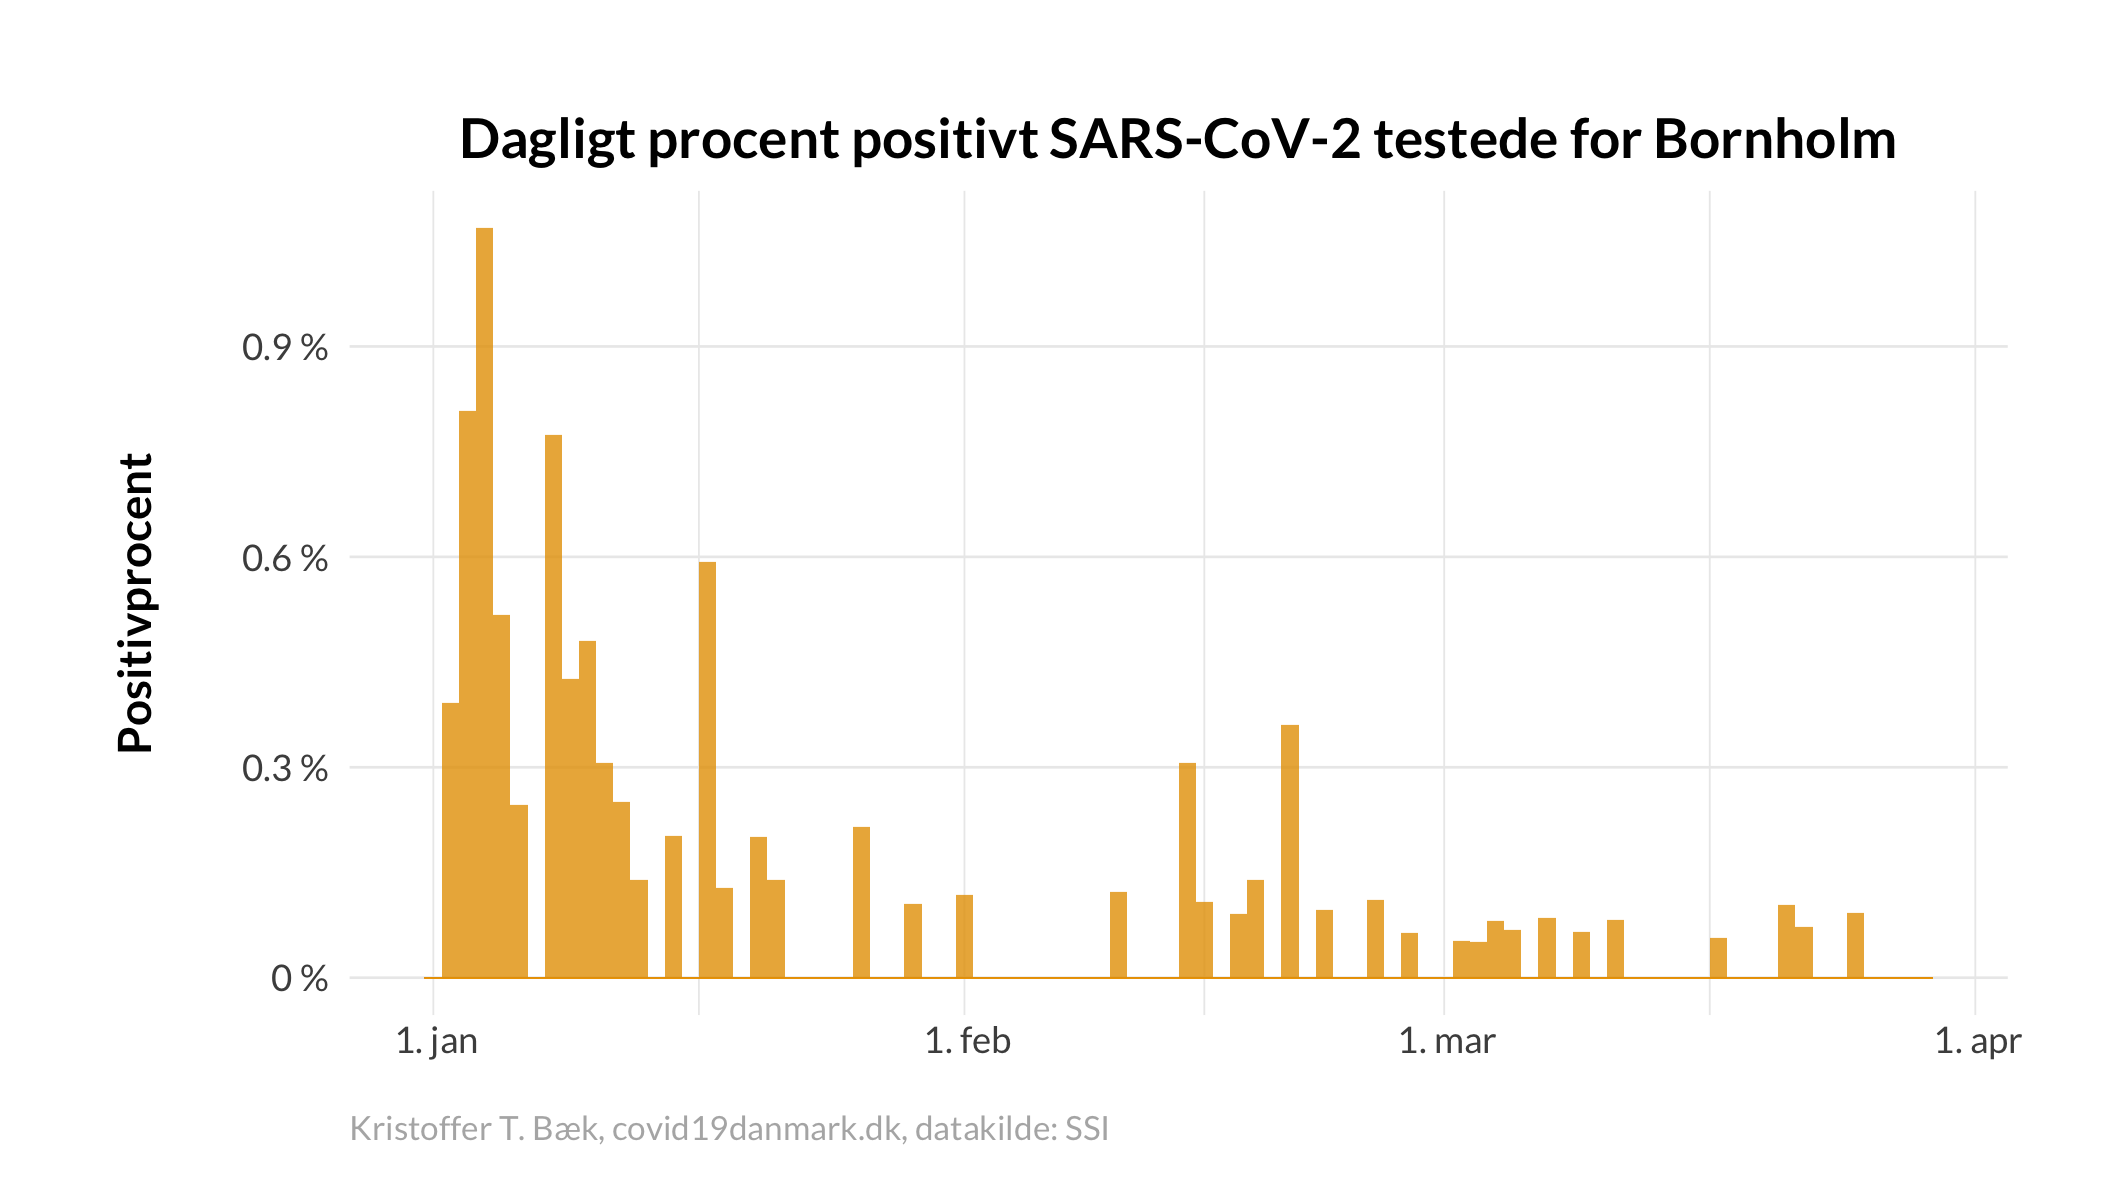 Dagligt procent positivt SARS-CoV-2 testede for Bornholm
Positivprocent
0.9 %
0.6 %
0.3 %
0 %
1. jan
1. feb
1. mar
1. apr
Kristoffer T. Bæk, covid19danmark.dk, datakilde: SSI